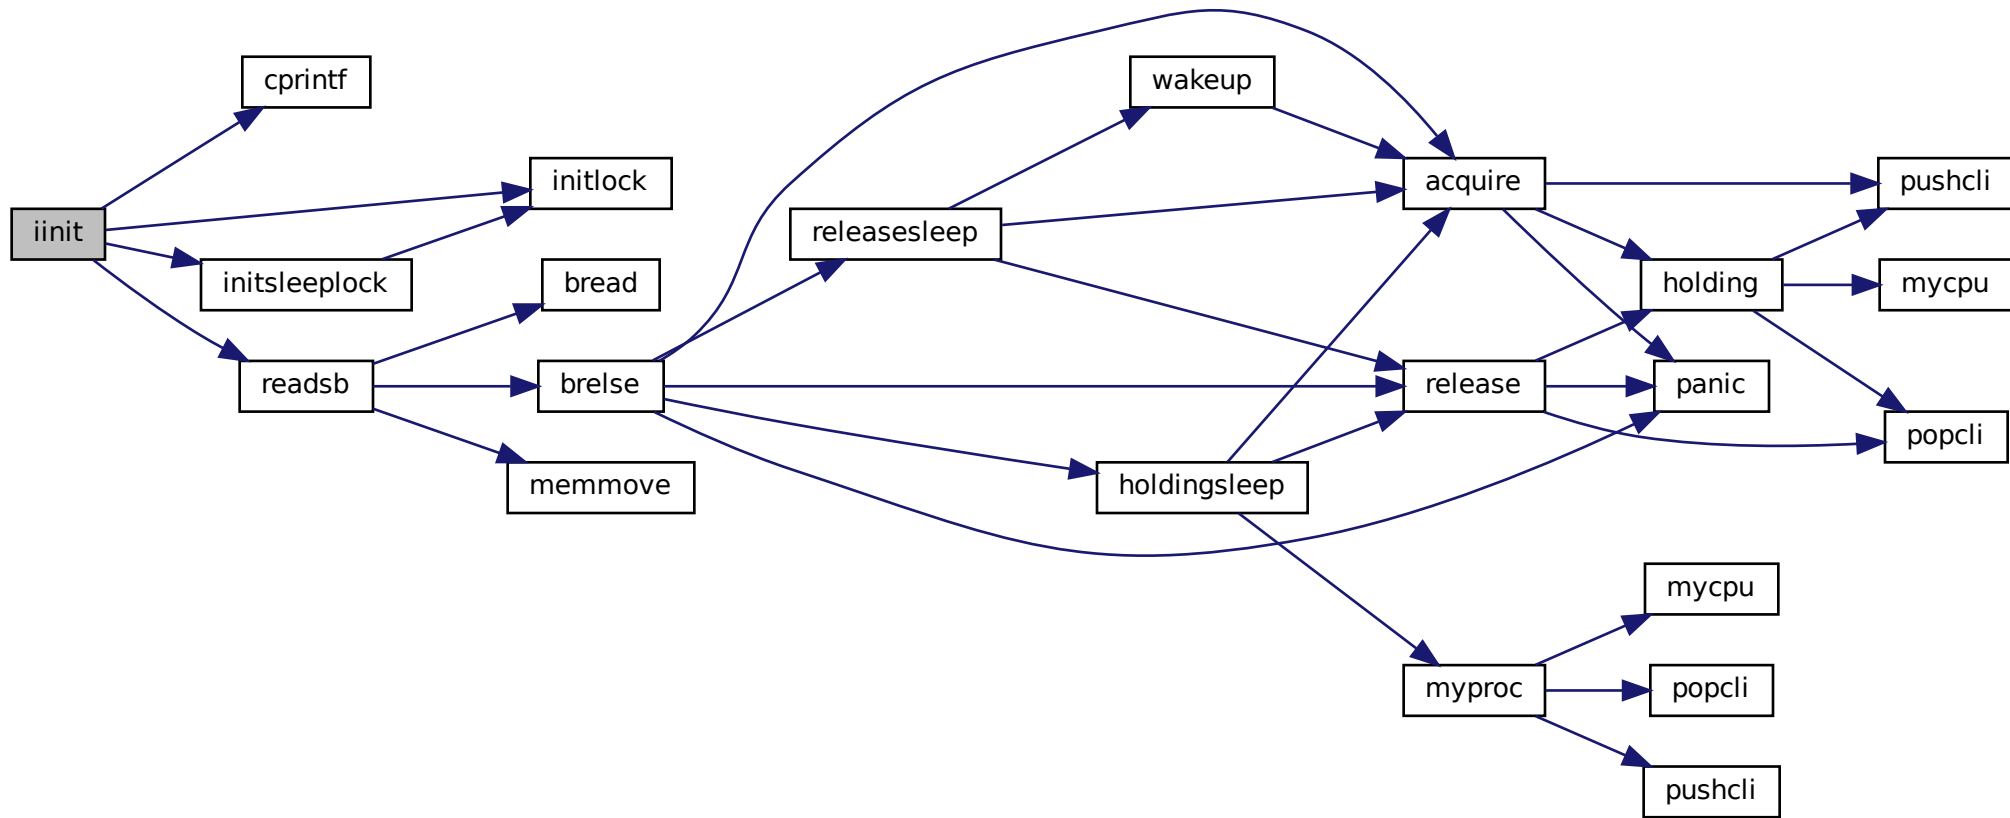 cprintf
wakeup
initlock
acquire
pushcli
iinit
releasesleep
initsleeplock
bread
holding
mycpu
readsb
brelse
release
panic
popcli
memmove
holdingsleep
mycpu
myproc
popcli
pushcli